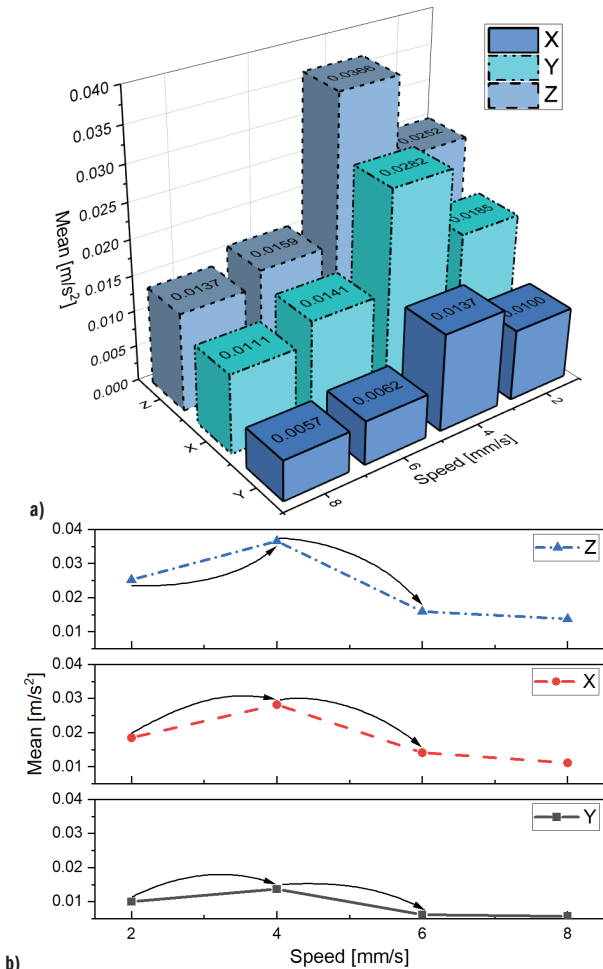 X
Y
Z
0.040
0.035
0.030
0.025
0.020
0.015
0.010
0.005
0.000
Mean [m/s²]
0.0366
0.0252
0.0282
0.0185
0.0159
0.0137
0.0141
0.0111
0.0137
0.0100
0.0062
0.0057
Z
X
Y
2
4
6
8
Speed [mm/s]
a)
0.04
0.03
0.02
0.01
Z
0.04
0.03
0.02
0.01
X
Mean [m/s²]
0.04
0.03
0.02
0.01
Y
2 4 6 8
Speed [mm/s]
b)